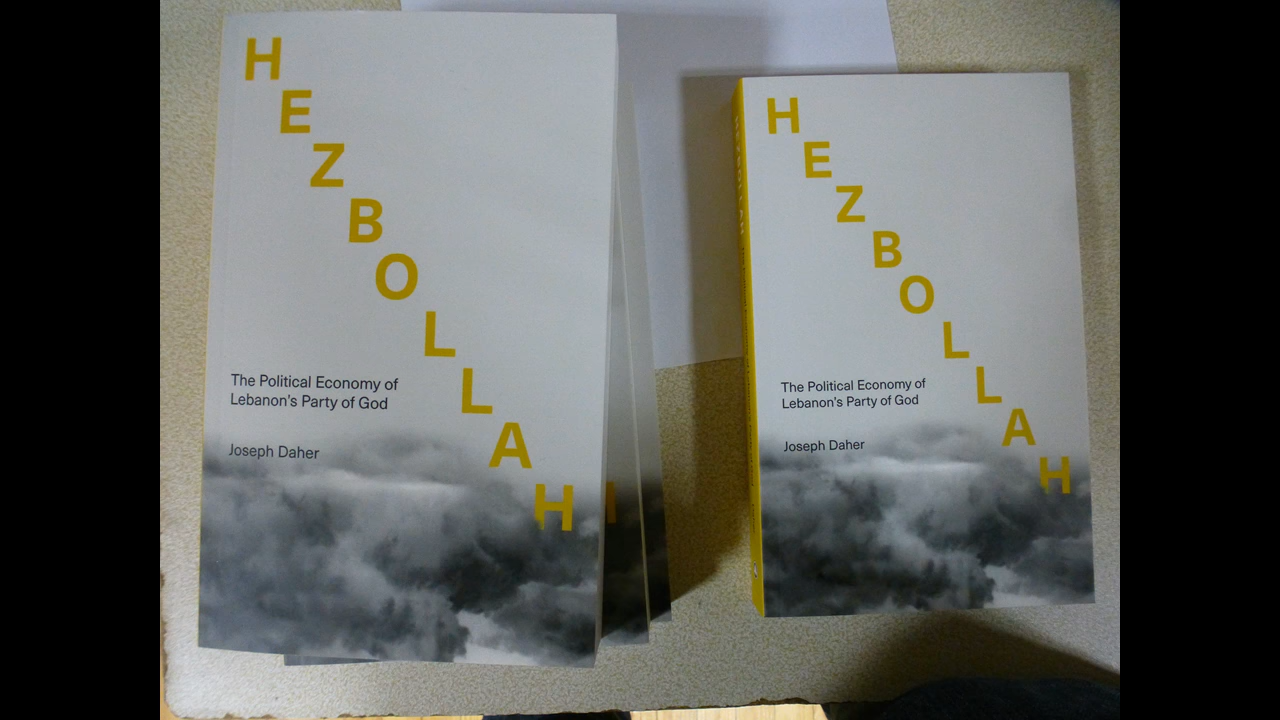 HEZBOLLAH
The Political Economy of
Lebanon's Party of God
Joseph Daher
HEZBOLLAH
HEZBOLLAH
The Political Economy of
Lebanon's Party of God
Joseph Daher